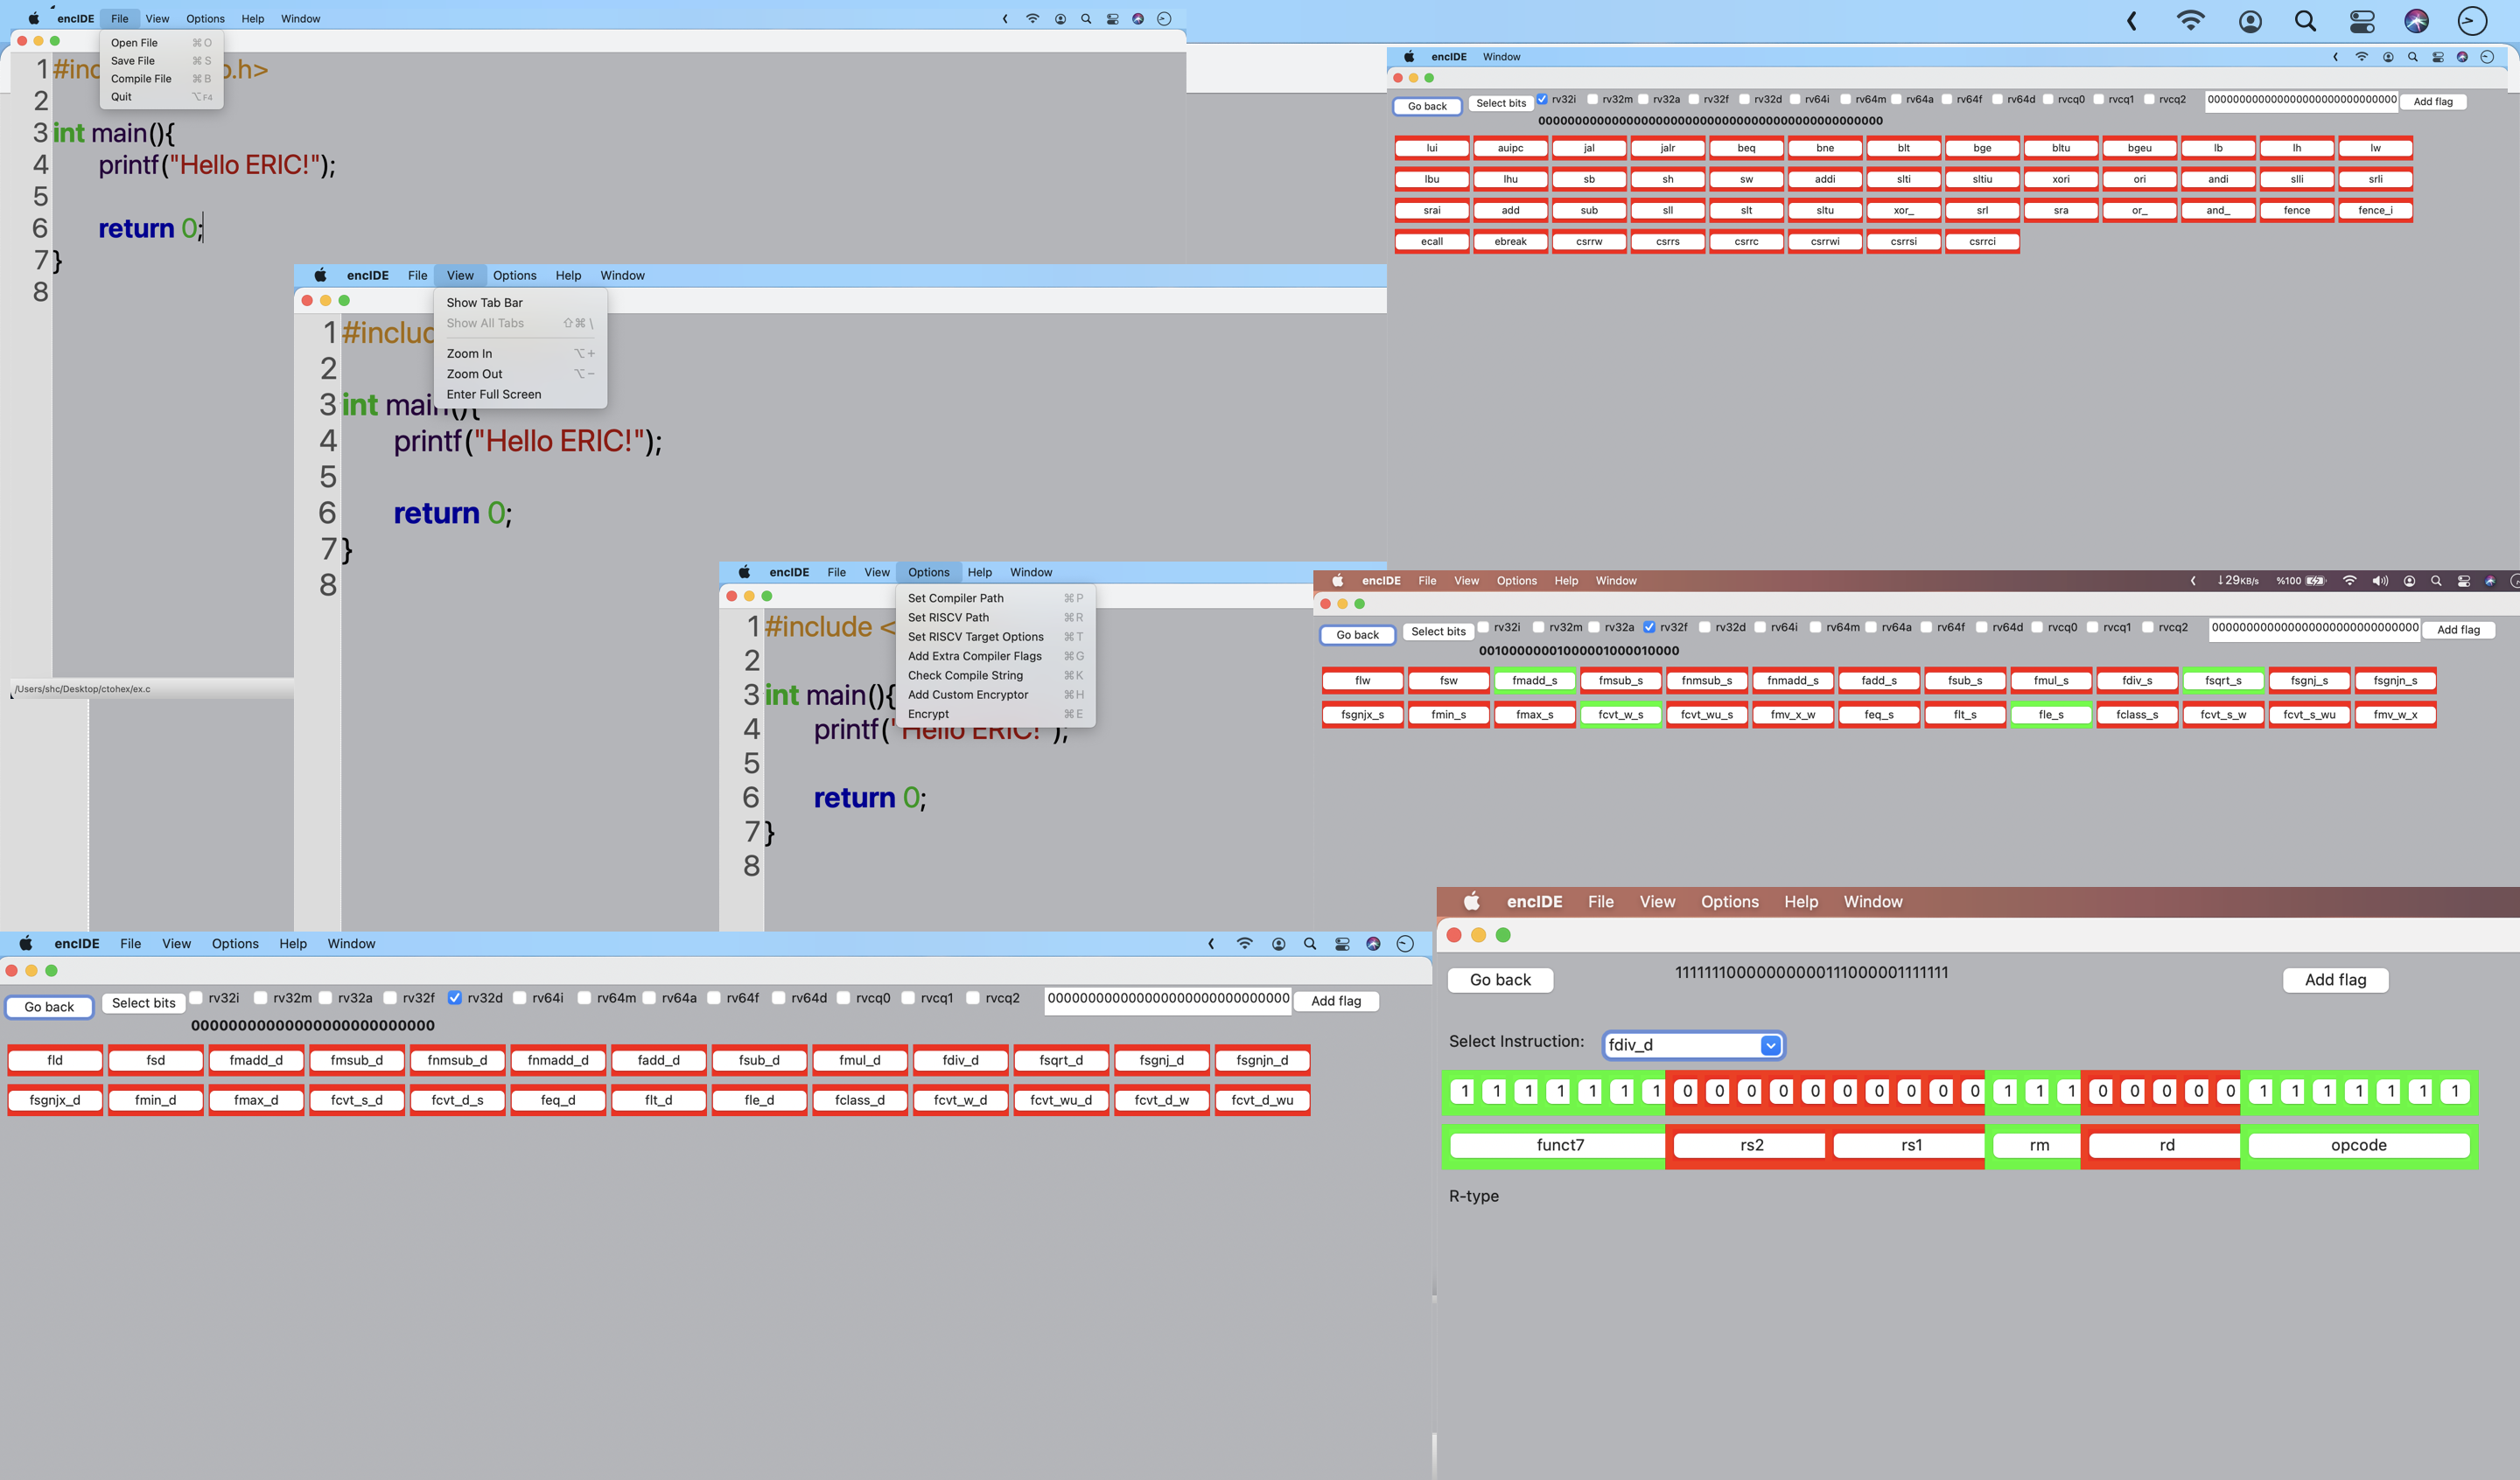 encIDE File View Options Help Window
Open File ⌘O
Save File ⌘S
Compile File ⌘B
Quit ⌥F4
1 #inc o.h>
2
3 int main(){
4 printf("Hello ERIC!");
5
6 return 0;
7 }
8
/Users/shc/Desktop/ctohex/ex.c
encIDE File View Options Help Window
Show Tab Bar
Show All Tabs ⇧⌘\
Zoom In ⌥+
Zoom Out ⌥−
Enter Full Screen
1 #includ
2
3 int main(){
4 printf("Hello ERIC!");
5
6 return 0;
7 }
8
encIDE File View Options Help Window
Set Compiler Path ⌘P
Set RISCV Path ⌘R
Set RISCV Target Options ⌘T
Add Extra Compiler Flags ⌘G
Check Compile String ⌘K
Add Custom Encryptor ⌘H
Encrypt ⌘E
1 #include <
2
3 int main(){
4 printf("Hello ERIC!");
5
6 return 0;
7 }
8
encIDE Window
Go back Select bits rv32i rv32m rv32a rv32f rv32d rv64i rv64m rv64a rv64f rv64d rvcq0 rvcq1 rvcq2 Add flag
lui auipc jal jalr beq bne blt bge bltu bgeu lb lh lw
lbu lhu sb sh sw addi slti sltiu xori ori andi slli srli
srai add sub sll slt sltu xor_ srl sra or_ and_ fence fence_i
ecall ebreak csrrw csrrs csrrc csrrwi csrrsi csrrci
encIDE File View Options Help Window ↓29KB/s %100
Go back Select bits rv32i rv32m rv32a rv32f rv32d rv64i rv64m rv64a rv64f rv64d rvcq0 rvcq1 rvcq2 Add flag
00100000001000001000010000
flw fsw fmadd_s fmsub_s fnmsub_s fnmadd_s fadd_s fsub_s fmul_s fdiv_s fsqrt_s fsgnj_s fsgnjn_s
fsgnjx_s fmin_s fmax_s fcvt_w_s fcvt_wu_s fmv_x_w feq_s flt_s fle_s fclass_s fcvt_s_w fcvt_s_wu fmv_w_x
encIDE File View Options Help Window
Go back Select bits rv32i rv32m rv32a rv32f rv32d rv64i rv64m rv64a rv64f rv64d rvcq0 rvcq1 rvcq2 Add flag
00000000000000000000000000
fld fsd fmadd_d fmsub_d fnmsub_d fnmadd_d fadd_d fsub_d fmul_d fdiv_d fsqrt_d fsgnj_d fsgnjn_d
fsgnjx_d fmin_d fmax_d fcvt_s_d fcvt_d_s feq_d flt_d fle_d fclass_d fcvt_w_d fcvt_wu_d fcvt_d_w fcvt_d_wu
encIDE File View Options Help Window
Go back 11111110000000000111000001111111 Add flag
Select Instruction: fdiv_d
1 1 1 1 1 1 1 0 0 0 0 0 0 0 0 0 0 1 1 1 0 0 0 0 0 1 1 1 1 1 1 1
funct7 rs2 rs1 rm rd opcode
R-type